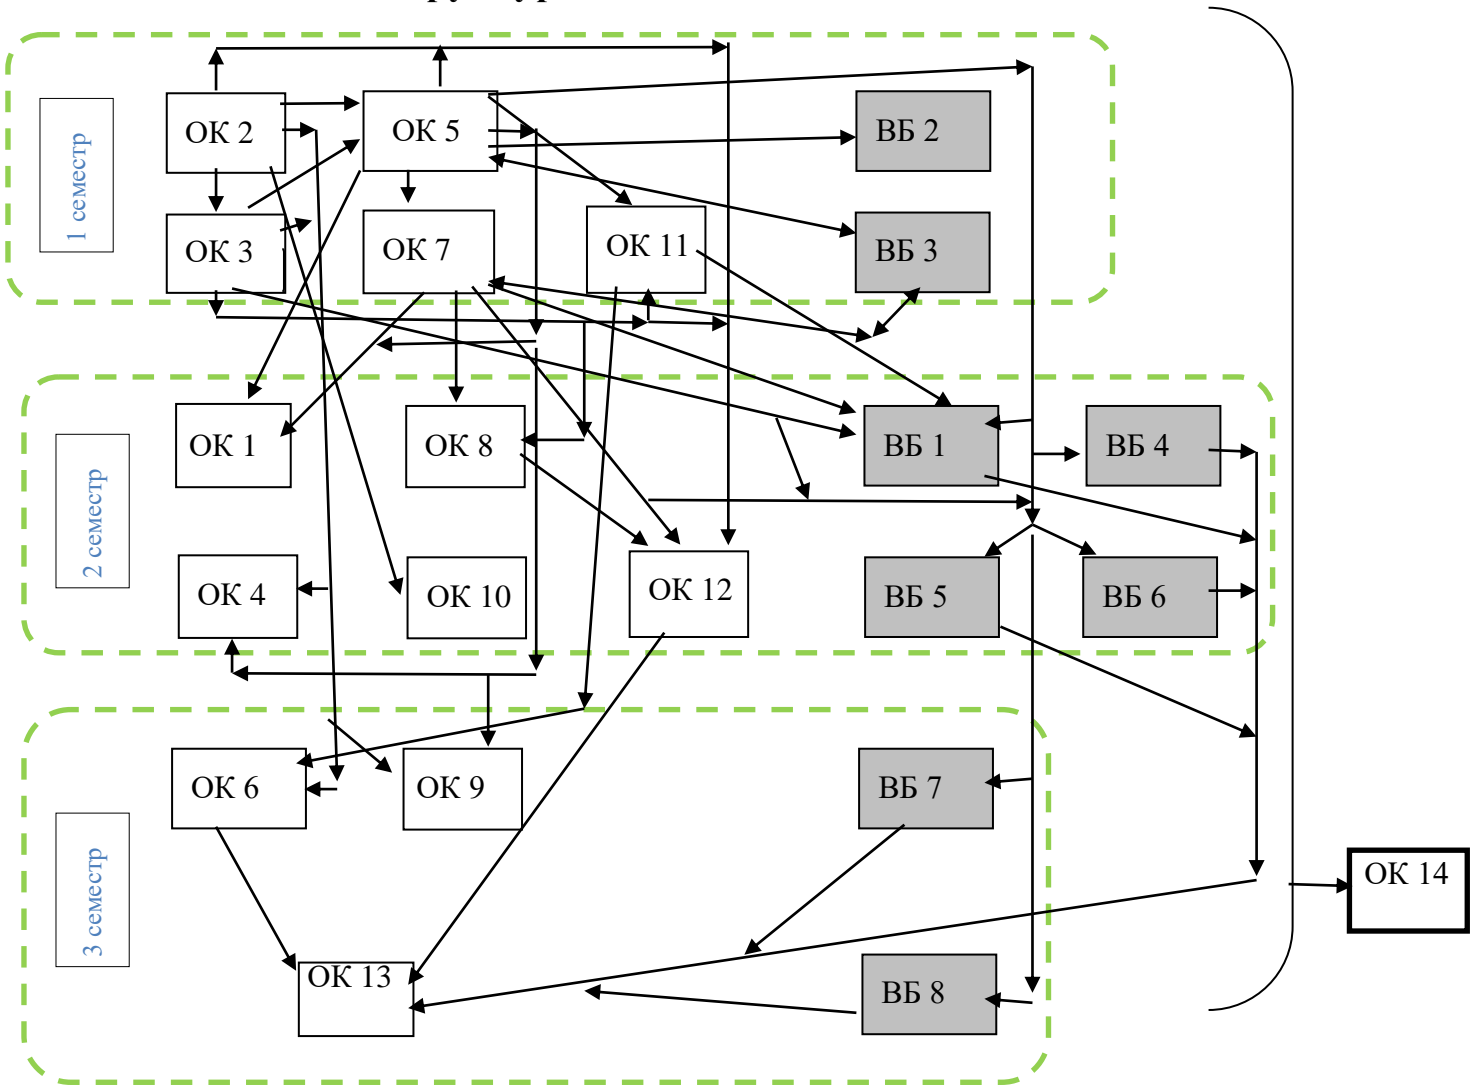 1 семестр
ОК 2
ОК 5
ВБ 2
ОК 3
ОК 7
ОК 11
ВБ 3
2 семестр
ОК 1
ОК 8
ВБ 1
ВБ 4
ОК 4
ОК 10
ОК 12
ВБ 5
ВБ 6
3 семестр
ОК 6
ОК 9
ВБ 7
ОК 13
ВБ 8
ОК 14